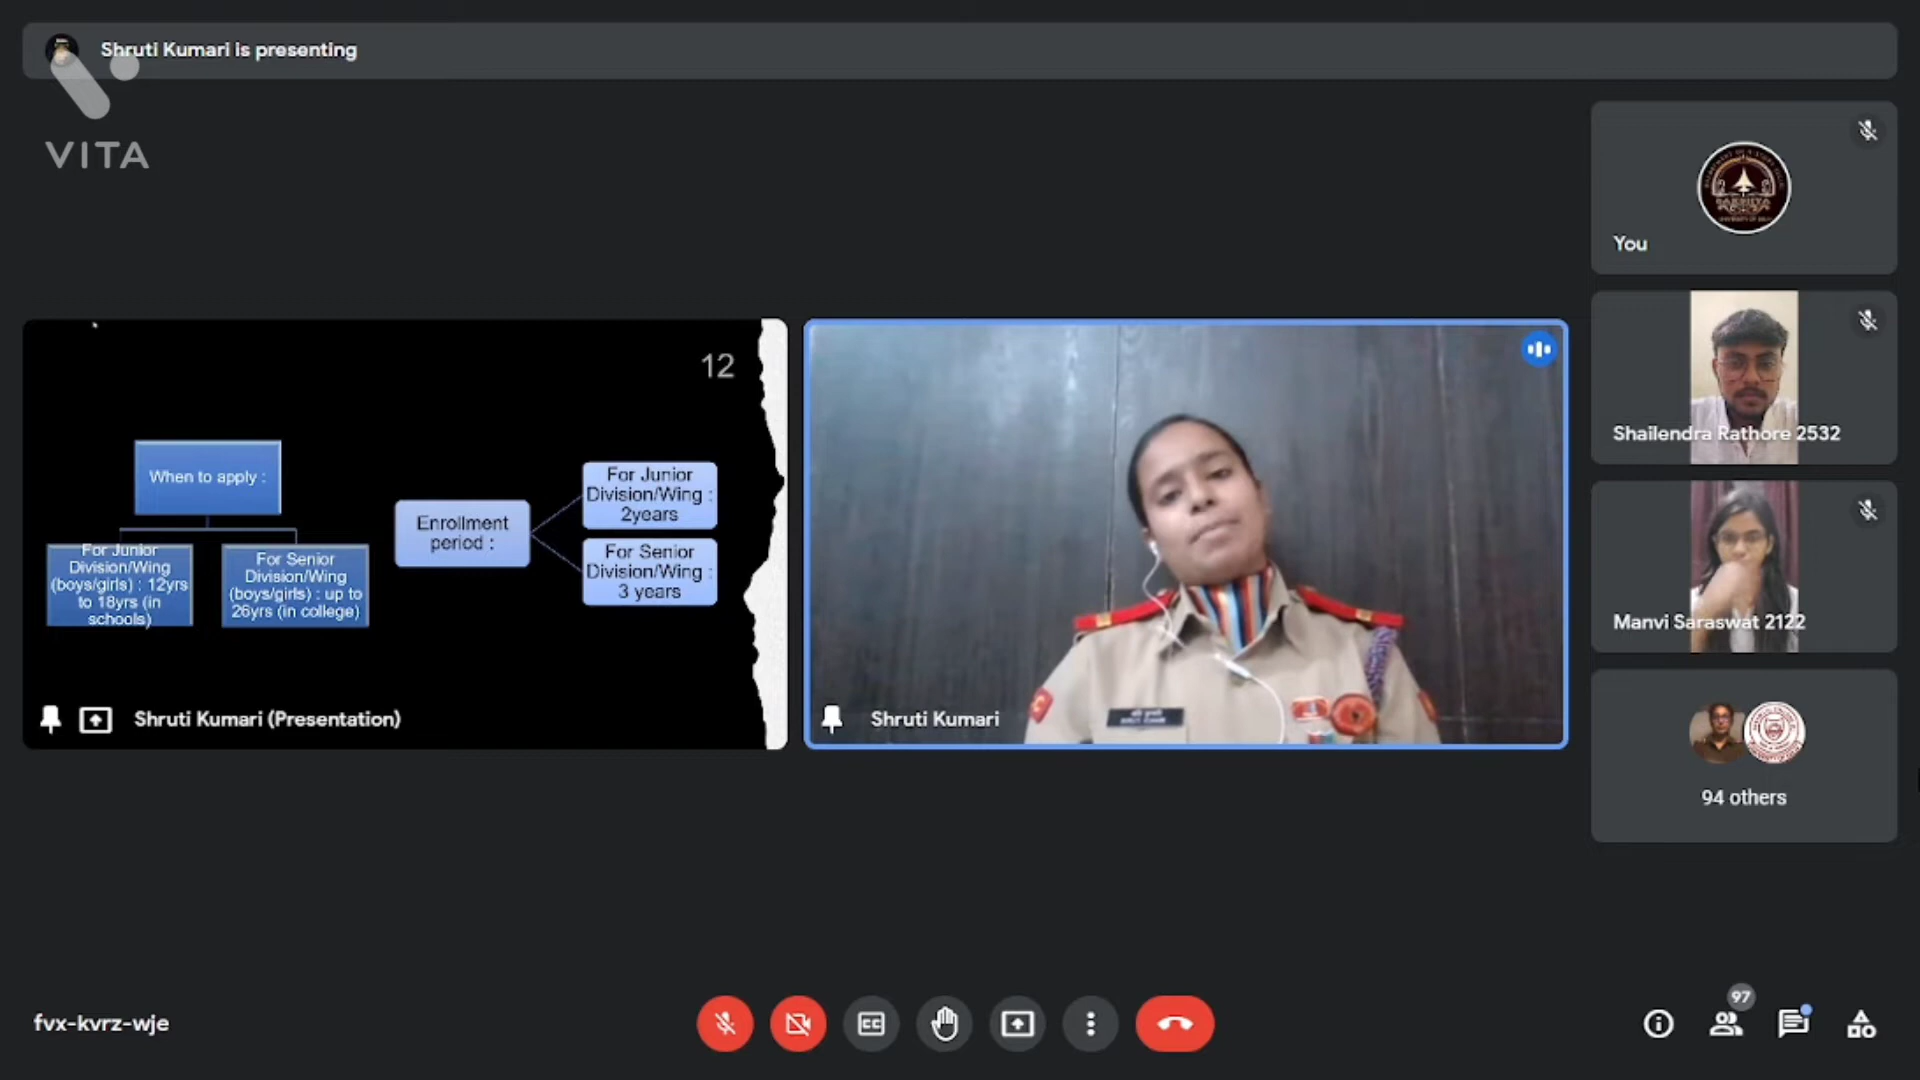 Shruti Kumari is presenting
VITA
You
Shailendra Rathore 2532
Manvi Saraswat 2122
94 others
12
When to apply :
For Junior
Division/Wing
(boys/girls) : 12yrs
to 18yrs (in
schools)
For Senior
Division/Wing
(boys/girls) : up to
26yrs (in college)
Enrollment
period :
For Junior
Division/Wing :
2years
For Senior
Division/Wing :
3 years
Shruti Kumari (Presentation)
Shruti Kumari
fvx-kvrz-wje
CC
97